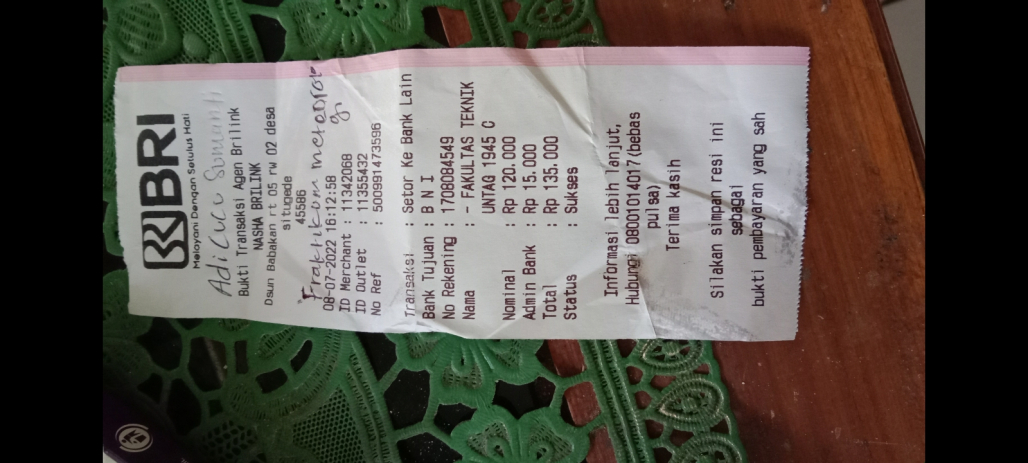 BRI
Melayani Dengan Setulus Hati
Adi Cucu
Bukti Transaksi Agen Brilink
NASHA BRILINK
Dsun Babakan rt 05 rw 02 desa
situgede
45586
Fraktikom meteorologi
08-07-2022 16:12:58
ID Merchant : 11342068
ID Outlet : 11355432
No Ref : 500991473596
Transaksi : Setor Ke Bank Lain
Bank Tujuan : B N I
No Rekening : 1708084549
Nama : - FAKULTAS TEKNIK
UNTAG 1945 C
Nominal : Rp 120.000
Admin Bank : Rp 15.000
Total : Rp 135.000
Status : Sukses
Informasi lebih lanjut,
Hubungi 08001014017(bebas
pulsa)
Terima kasih
Silakan simpan resi ini
sebagai
bukti pembayaran yang sah